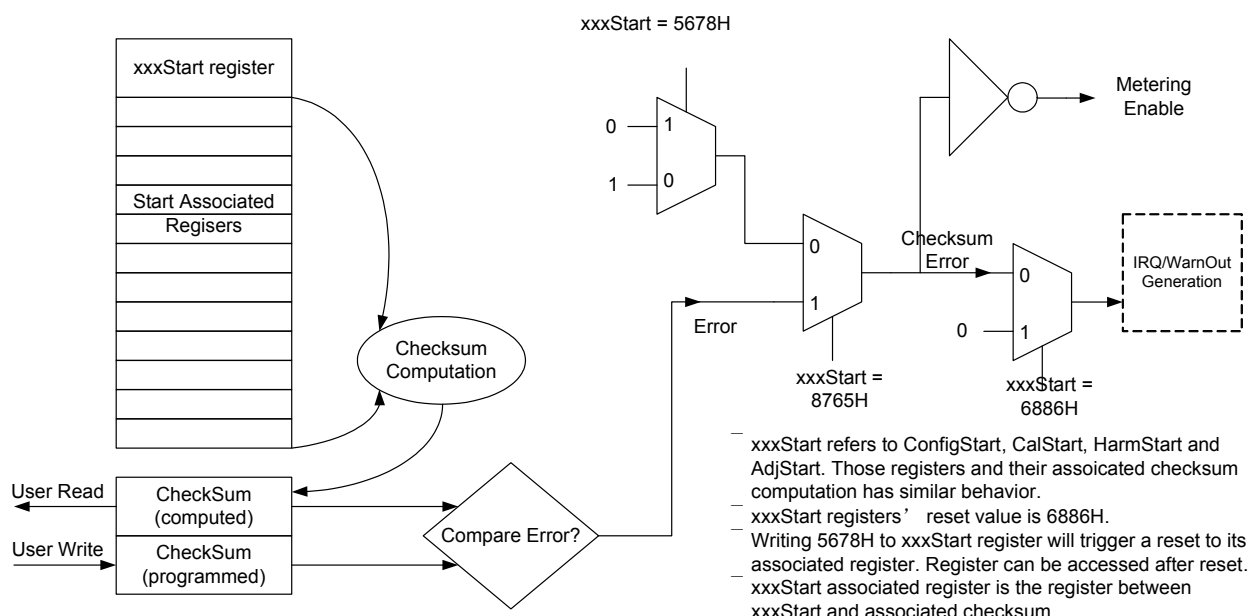 xxxStart = 5678H
xxxStart register
Start Associated
Regisers
Checksum
Computation
User Read
CheckSum
(computed)
User Write
CheckSum
(programmed)
Compare Error?
Error
0
1
1
0
0
1
xxxStart =
8765H
Metering
Enable
Checksum
Error
0
0
1
xxxStart =
6886H
IRQ/WarnOut
Generation
xxxStart refers to ConfigStart, CalStart, HarmStart and
AdjStart. Those registers and their assoicated checksum
computation has similar behavior.
xxxStart registers’ reset value is 6886H.
Writing 5678H to xxxStart register will trigger a reset to its
associated register. Register can be accessed after reset.
xxxStart associated register is the register between
xxxStart and associated checksum